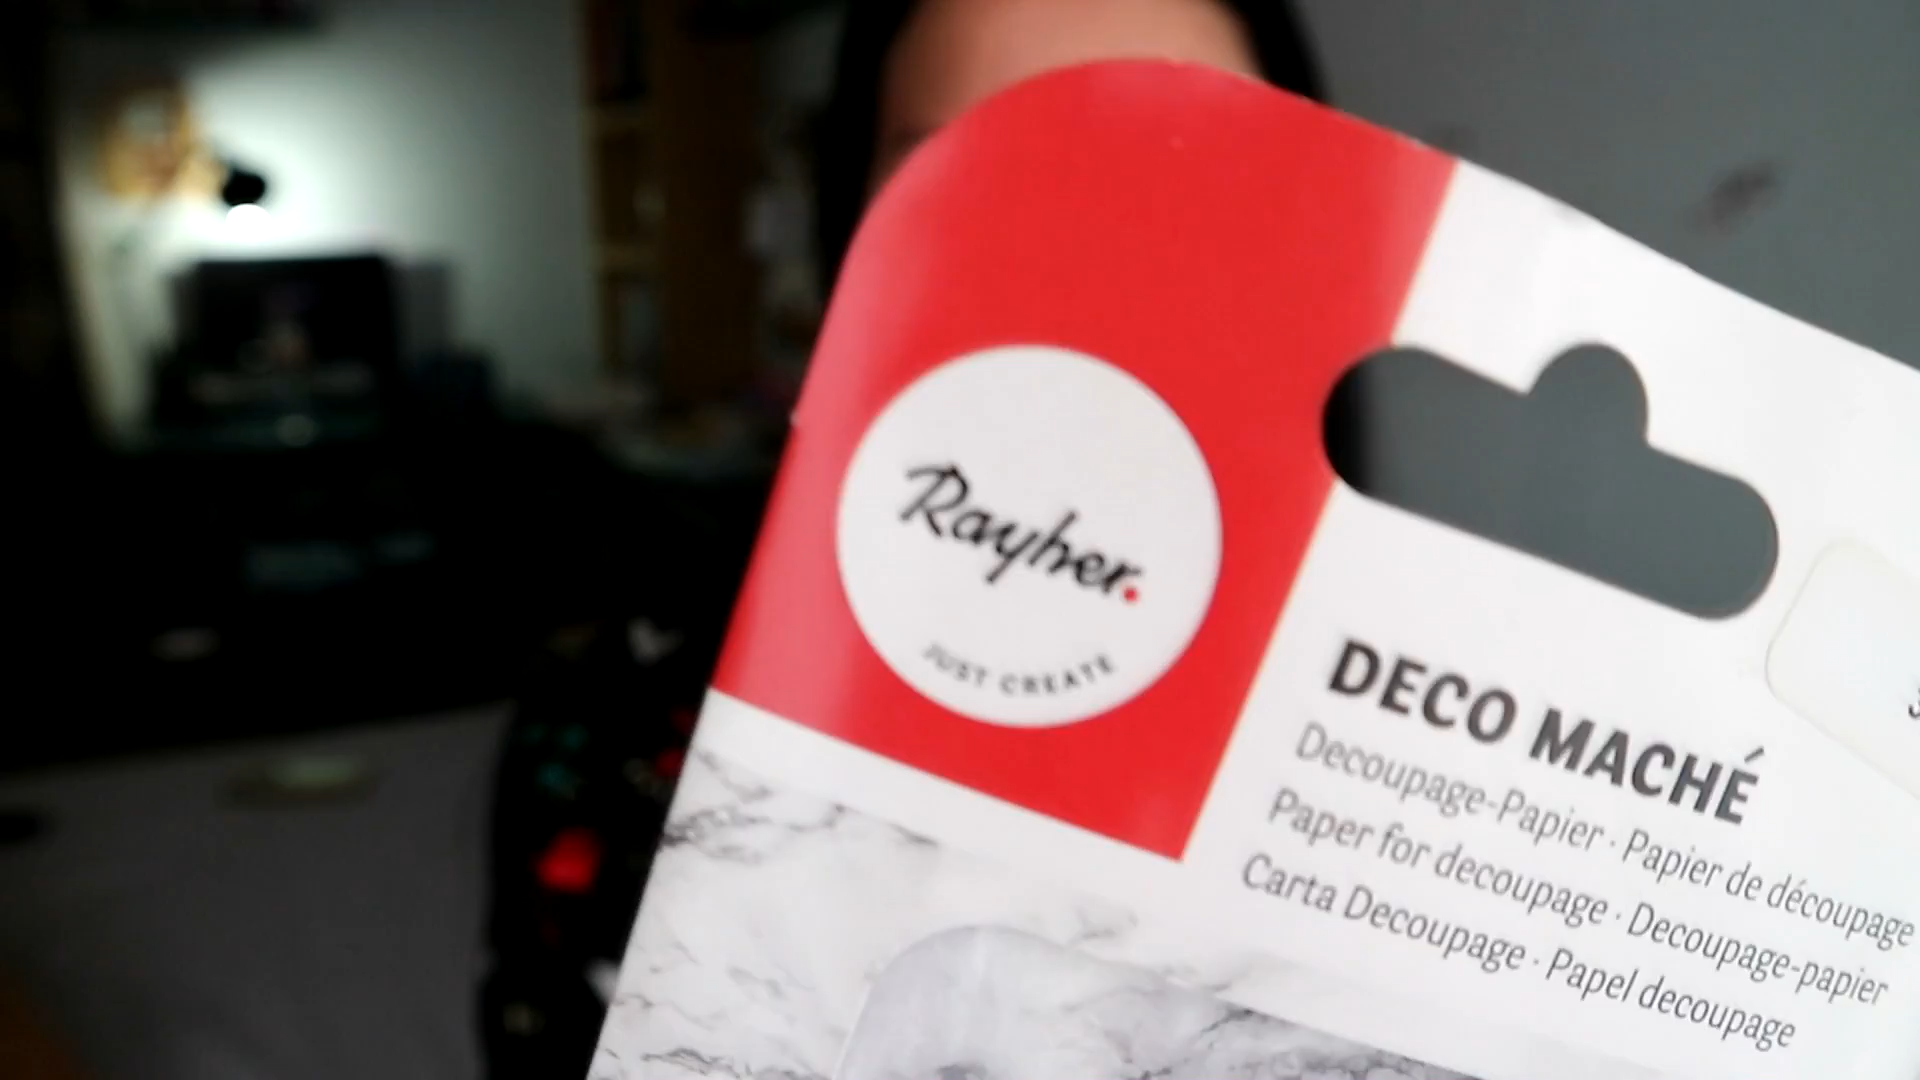 Rayher.
JUST CREATE
DECO MACHÉ
Decoupage-Papier · Papier de découpage
Paper for decoupage · Decoupage-papier
Carta Decoupage · Papel decoupage